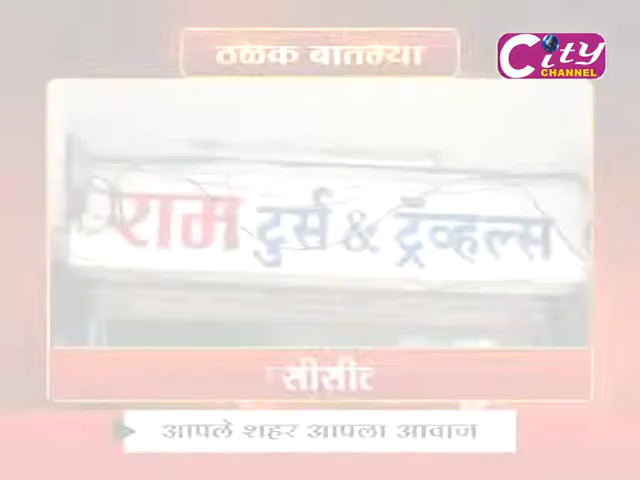 ठळक बातम्या
City
CHANNEL
राम टुर्स & ट्रॅव्हल्स
सीसीट
आपले शहर आपला आवाज